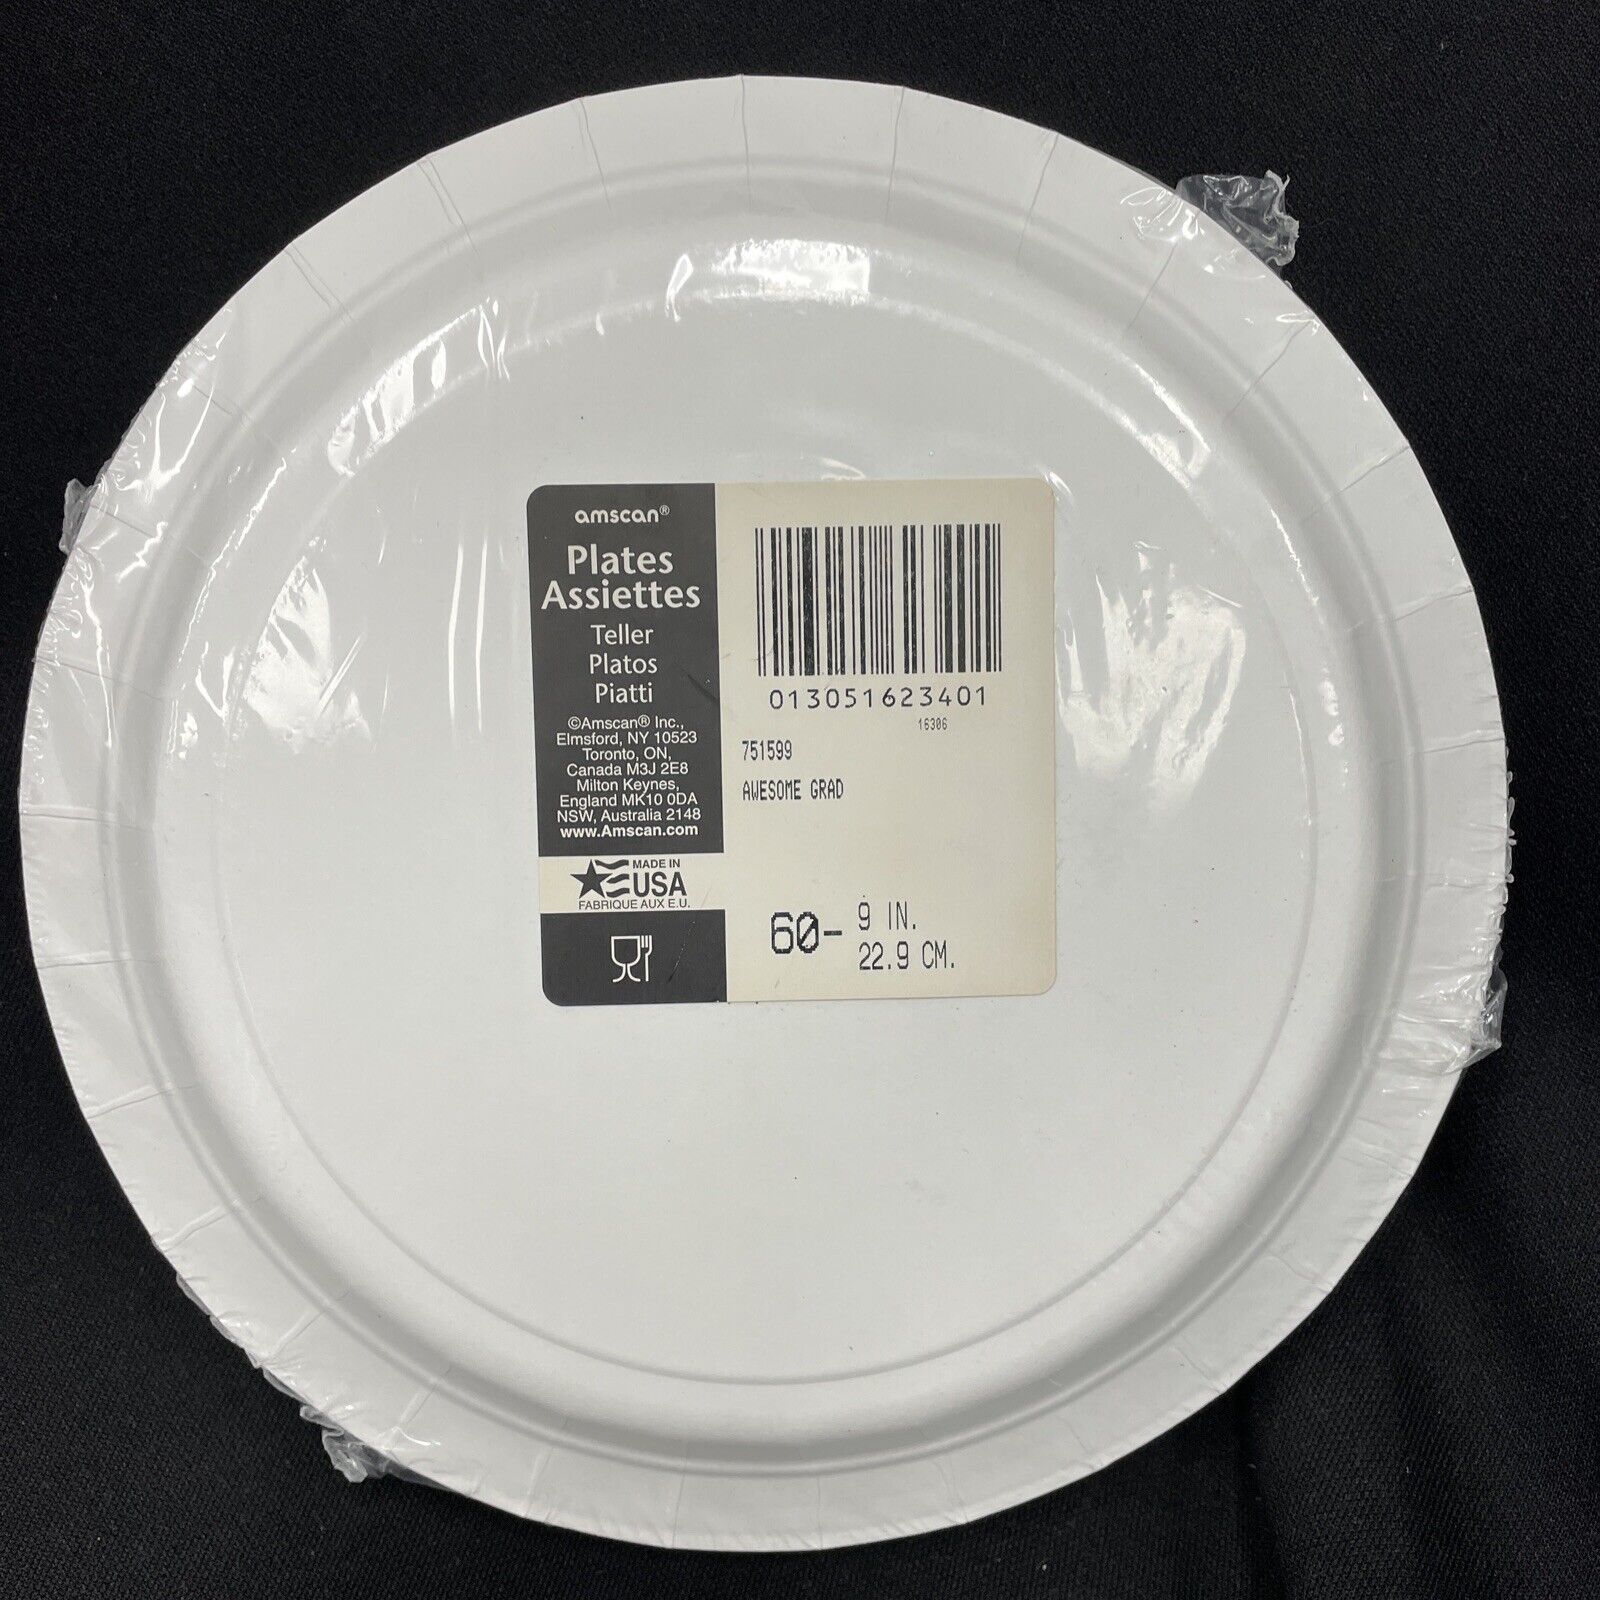 amscan®
Plates
Assiettes
Teller
Platos
Piatti
©Amscan® Inc.,
Elmsford, NY 10523
Toronto, ON,
Canada M3J 2E8
Milton Keynes,
England MK10 0DA
NSW, Australia 2148
www.Amscan.com
MADE IN
USA
FABRIQUE AUX E.U.
013051623401
16306
751599
AWESOME GRAD
60- 9 IN.
22.9 CM.